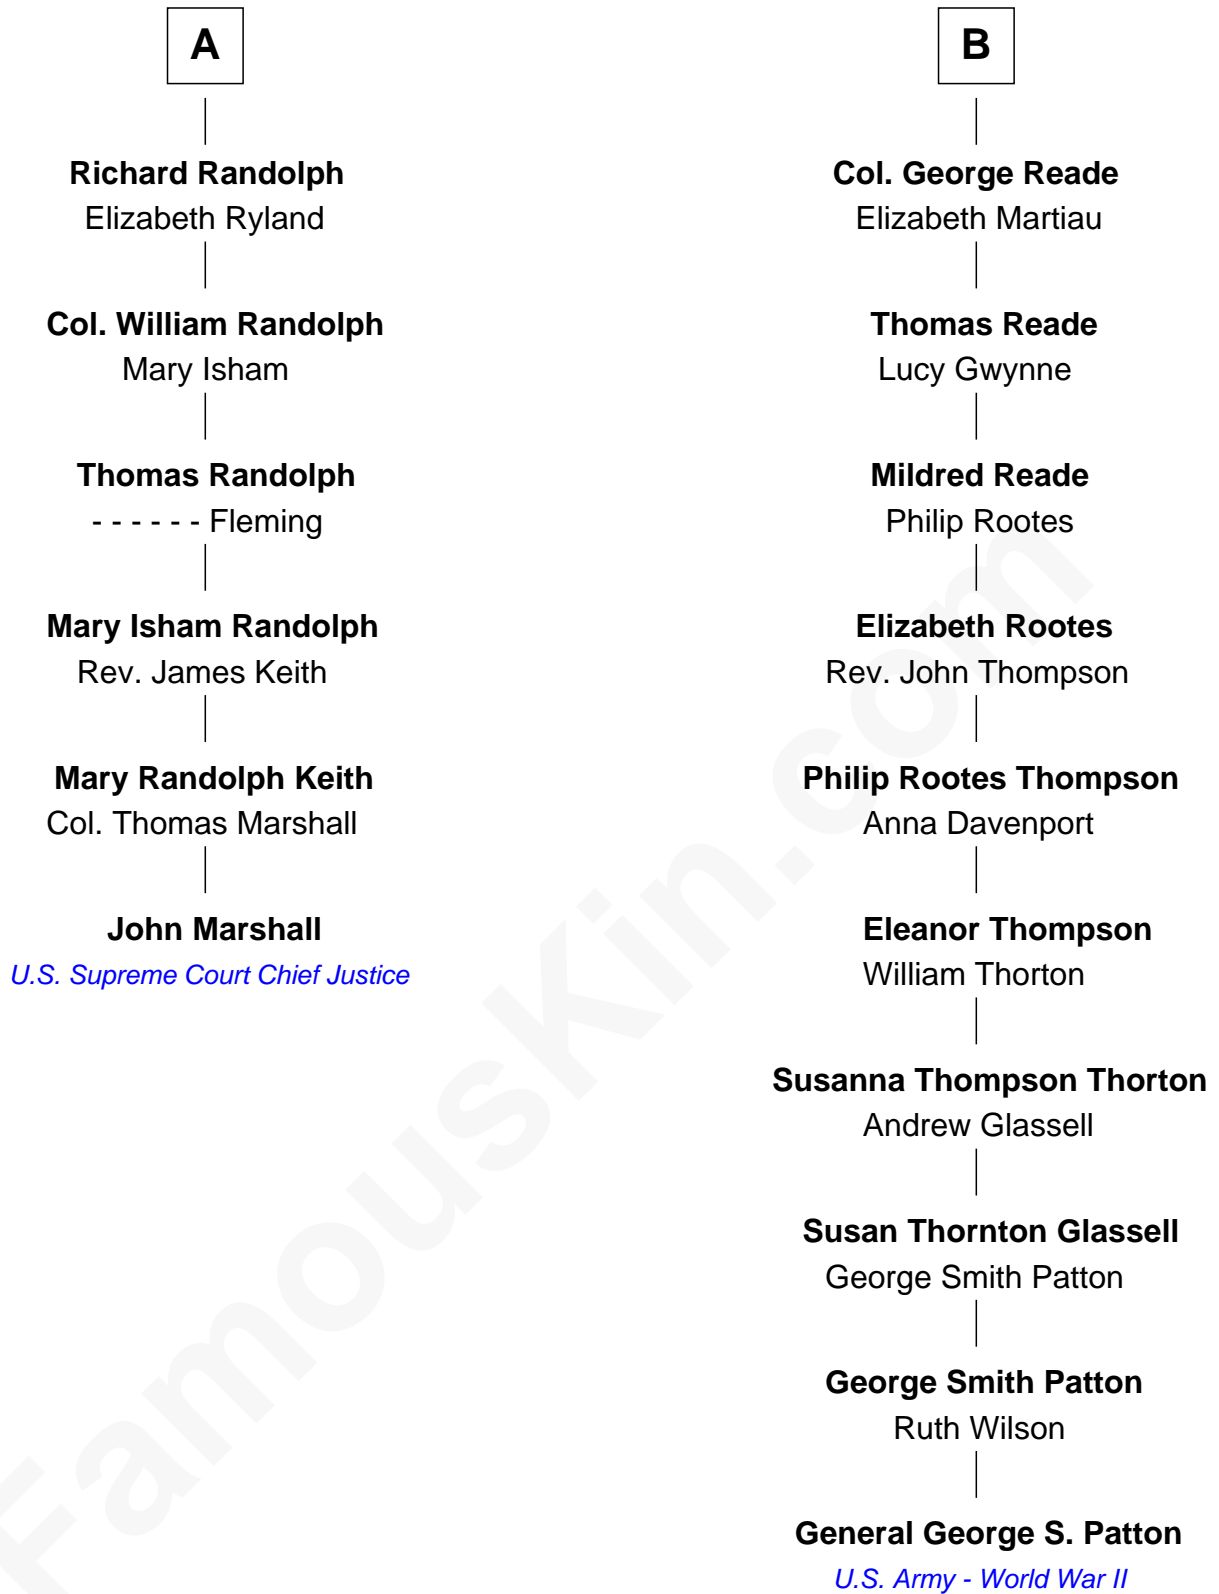 A
Richard Randolph
Elizabeth Ryland
Col. William Randolph
Mary Isham
Thomas Randolph
- - - - - - Fleming
Mary Isham Randolph
Rev. James Keith
Mary Randolph Keith
Col. Thomas Marshall
John Marshall
U.S. Supreme Court Chief Justice
B
Col. George Reade
Elizabeth Martiau
Thomas Reade
Lucy Gwynne
Mildred Reade
Philip Rootes
Elizabeth Rootes
Rev. John Thompson
Philip Rootes Thompson
Anna Davenport
Eleanor Thompson
William Thorton
Susanna Thompson Thorton
Andrew Glassell
Susan Thornton Glassell
George Smith Patton
George Smith Patton
Ruth Wilson
General George S. Patton
U.S. Army - World War II
FamousKin.com